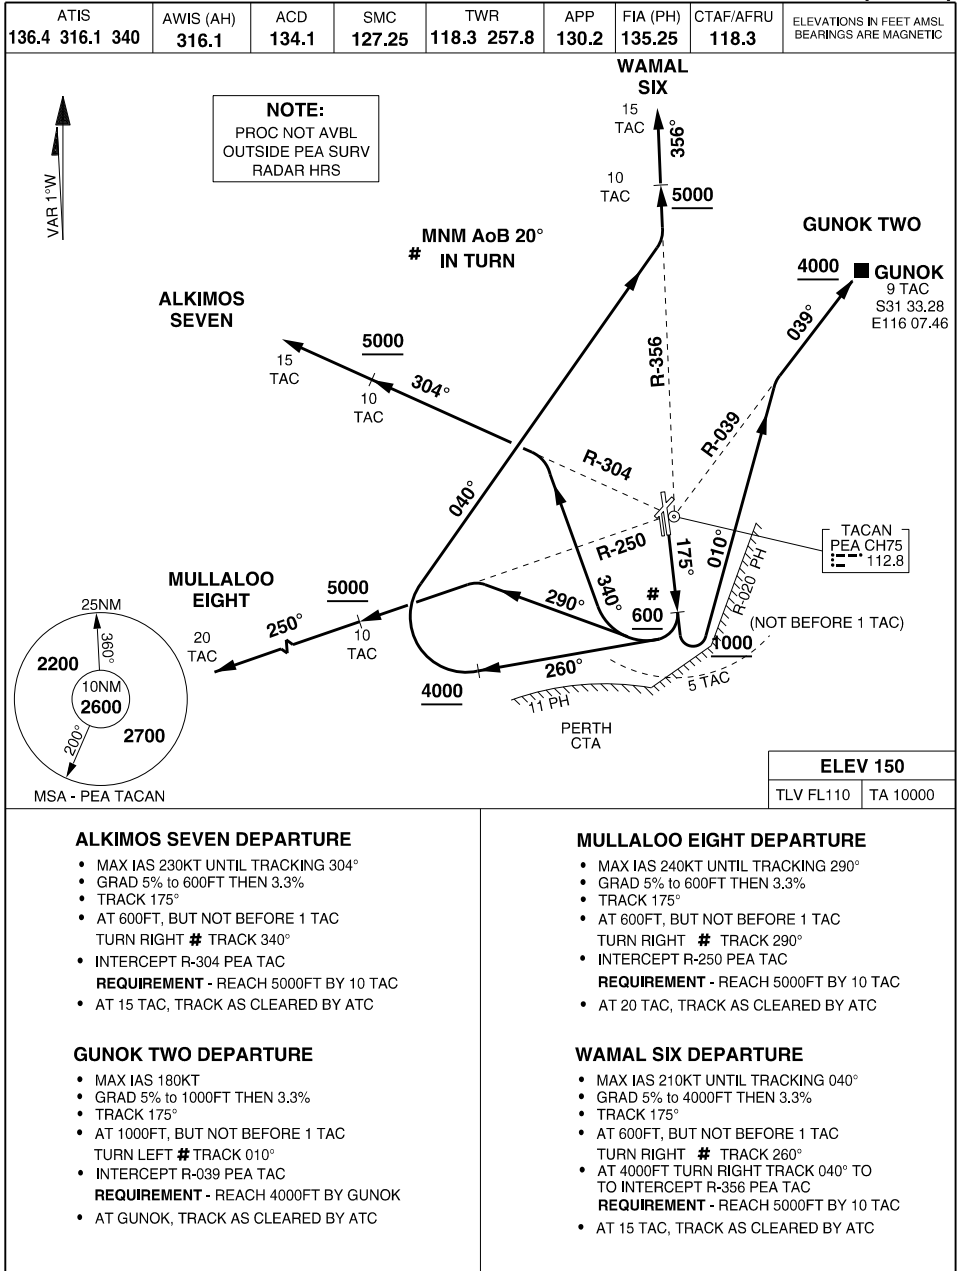 ATIS
136.4 316.1 340
AWIS (AH)
316.1
ACD
134.1
SMC
127.25
TWR
118.3 257.8
APP
130.2
FIA (PH)
135.25
CTAF/AFRU
118.3
ELEVATIONS IN FEET AMSL
BEARINGS ARE MAGNETIC
VAR 1°W
NOTE:
PROC NOT AVBL
OUTSIDE PEA SURV
RADAR HRS
WAMAL
SIX
15
TAC
356°
10
TAC
5000
# MNM AoB 20°
IN TURN
GUNOK TWO
4000
GUNOK
9 TAC
S31 33.28
E116 07.46
039°
ALKIMOS
SEVEN
5000
15
TAC
10
TAC
304°
R-356
R-039
R-304
040°
R-250
175°
010°
TACAN
PEA CH75
112.8
MULLALOO
EIGHT
5000
340°
290°
#
600
R-020 PH
(NOT BEFORE 1 TAC)
250°
20
TAC
10
TAC
260°
1000
4000
5 TAC
11 PH
PERTH
CTA
25NM
360°
2200
10NM
2600
200°
2700
MSA - PEA TACAN
ELEV 150
TLV FL110
TA 10000
ALKIMOS SEVEN DEPARTURE
• MAX IAS 230KT UNTIL TRACKING 304°
• GRAD 5% to 600FT THEN 3.3%
• TRACK 175°
• AT 600FT, BUT NOT BEFORE 1 TAC
TURN RIGHT # TRACK 340°
• INTERCEPT R-304 PEA TAC
REQUIREMENT - REACH 5000FT BY 10 TAC
• AT 15 TAC, TRACK AS CLEARED BY ATC
GUNOK TWO DEPARTURE
• MAX IAS 180KT
• GRAD 5% to 1000FT THEN 3.3%
• TRACK 175°
• AT 1000FT, BUT NOT BEFORE 1 TAC
TURN LEFT # TRACK 010°
• INTERCEPT R-039 PEA TAC
REQUIREMENT - REACH 4000FT BY GUNOK
• AT GUNOK, TRACK AS CLEARED BY ATC
MULLALOO EIGHT DEPARTURE
• MAX IAS 240KT UNTIL TRACKING 290°
• GRAD 5% to 600FT THEN 3.3%
• TRACK 175°
• AT 600FT, BUT NOT BEFORE 1 TAC
TURN RIGHT # TRACK 290°
• INTERCEPT R-250 PEA TAC
REQUIREMENT - REACH 5000FT BY 10 TAC
• AT 20 TAC, TRACK AS CLEARED BY ATC
WAMAL SIX DEPARTURE
• MAX IAS 210KT UNTIL TRACKING 040°
• GRAD 5% to 4000FT THEN 3.3%
• TRACK 175°
• AT 600FT, BUT NOT BEFORE 1 TAC
TURN RIGHT # TRACK 260°
• AT 4000FT TURN RIGHT TRACK 040° TO
TO INTERCEPT R-356 PEA TAC
REQUIREMENT - REACH 5000FT BY 10 TAC
• AT 15 TAC, TRACK AS CLEARED BY ATC